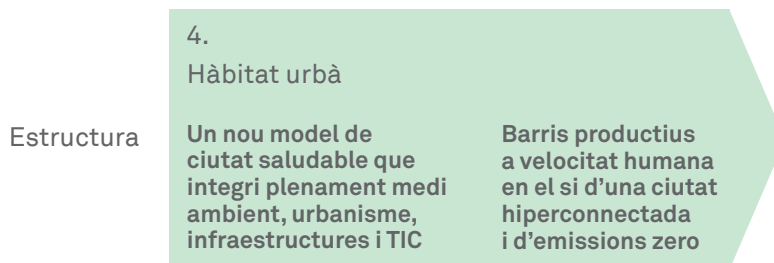 4.
Hàbitat urbà
Estructura
Un nou model de
ciutat saludable que
integri plenament medi
ambient, urbanisme,
infraestructures i TIC
Barris productius
a velocitat humana
en el si d’una ciutat
hiperconnectada
i d’emissions zero